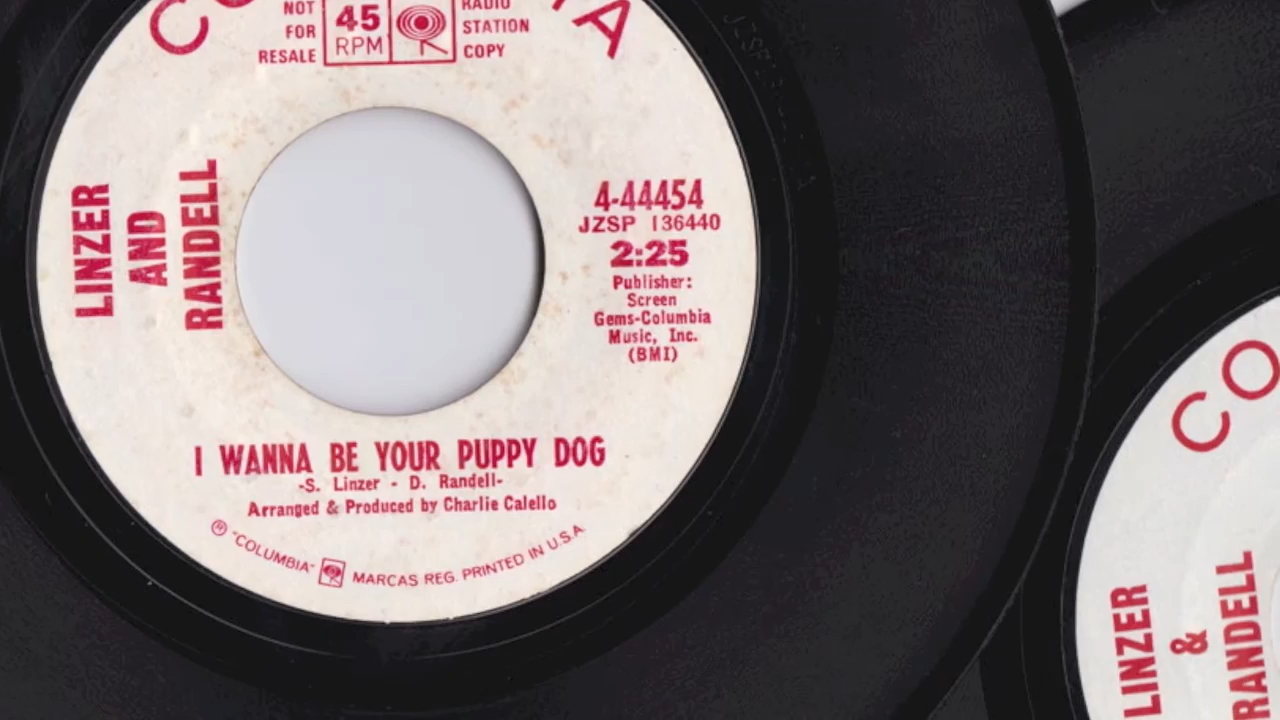 COLUMBIA
NOT
FOR
RESALE
45
RPM
RADIO
STATION
COPY
LINZER
AND
RANDELL
4-44454
JZSP 136440
2:25
Publisher:
Screen
Gems-Columbia
Music, Inc.
(BMI)
I WANNA BE YOUR PUPPY DOG
-S. Linzer - D. Randell-
Arranged & Produced by Charlie Calello
® "COLUMBIA" MARCAS REG. PRINTED IN U.S.A.
CO
LINZER
&
RANDELL